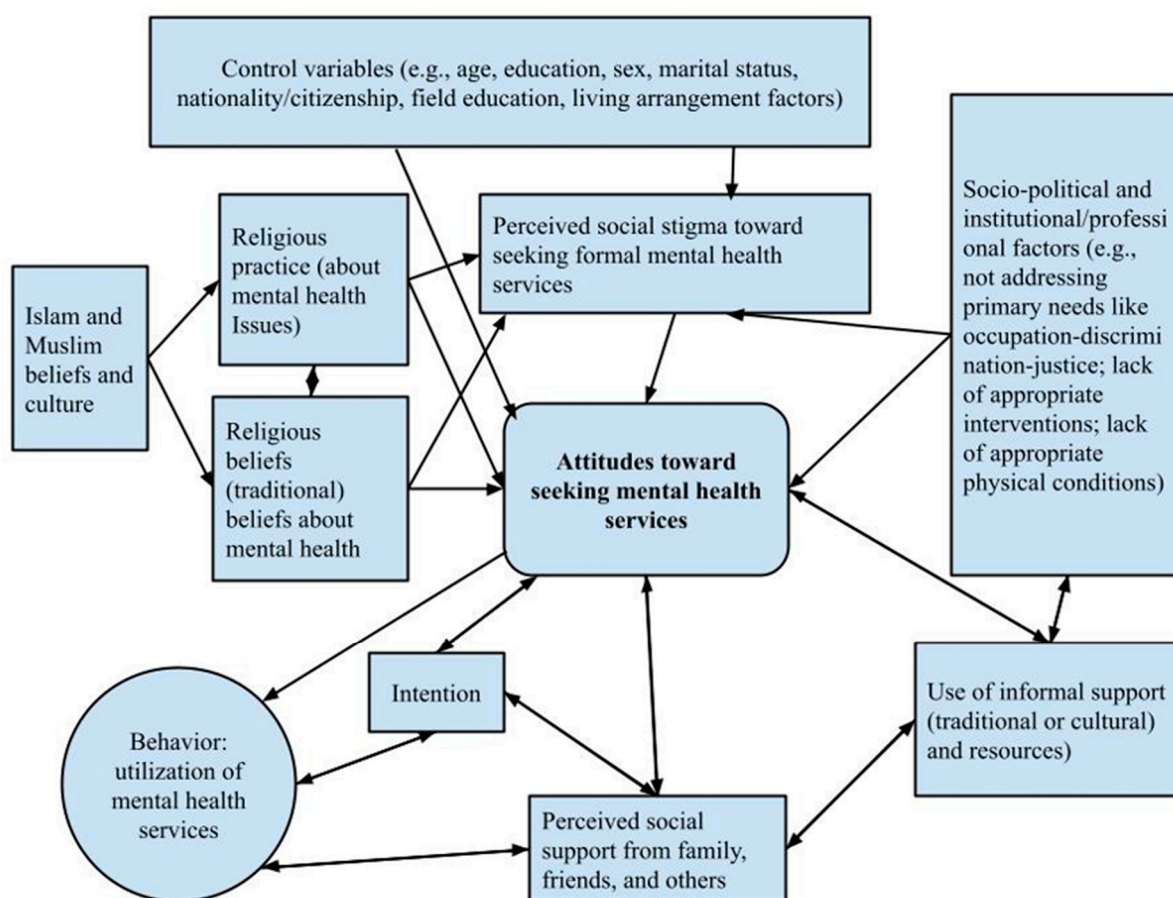 Control variables (e.g., age, education, sex, marital status,
nationality/citizenship, field education, living arrangement factors)
Religious
practice (about
mental health
Issues)
Perceived social stigma toward
seeking formal mental health
services
Socio-political and
institutional/professi
onal factors (e.g.,
not addressing
primary needs like
occupation-discrimi
nation-justice; lack
of appropriate
interventions; lack
of appropriate
physical conditions)
Islam and
Muslim
beliefs and
culture
Religious
beliefs
(traditional)
beliefs about
mental health
Attitudes toward
seeking mental health
services
Intention
Use of informal support
(traditional or cultural)
and resources)
Behavior:
utilization of
mental health
services
Perceived social
support from family,
friends, and others